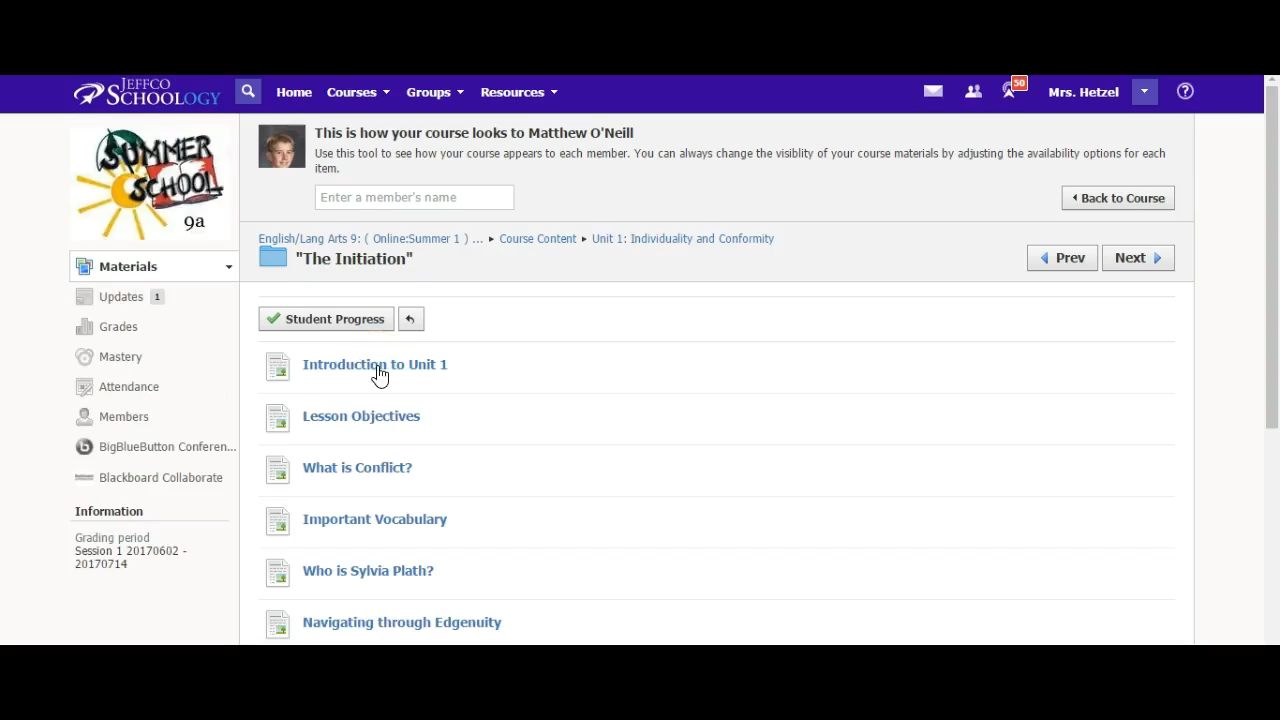 JEFFCO
SCHOOLOGY
Home
Courses
Groups
Resources
50
Mrs. Hetzel
SUMMER
SCHOOL
9a
This is how your course looks to Matthew O'Neill
Use this tool to see how your course appears to each member. You can always change the visiblity of your course materials by adjusting the availability options for each
item.
Enter a member's name
Back to Course
English/Lang Arts 9: ( Online:Summer 1 ) ... ▸ Course Content ▸ Unit 1: Individuality and Conformity
"The Initiation"
Prev
Next
Materials
Updates 1
Grades
Mastery
Attendance
Members
BigBlueButton Conferen...
Blackboard Collaborate
Information
Grading period
Session 1 20170602 -
20170714
Student Progress
Introduction to Unit 1
Lesson Objectives
What is Conflict?
Important Vocabulary
Who is Sylvia Plath?
Navigating through Edgenuity